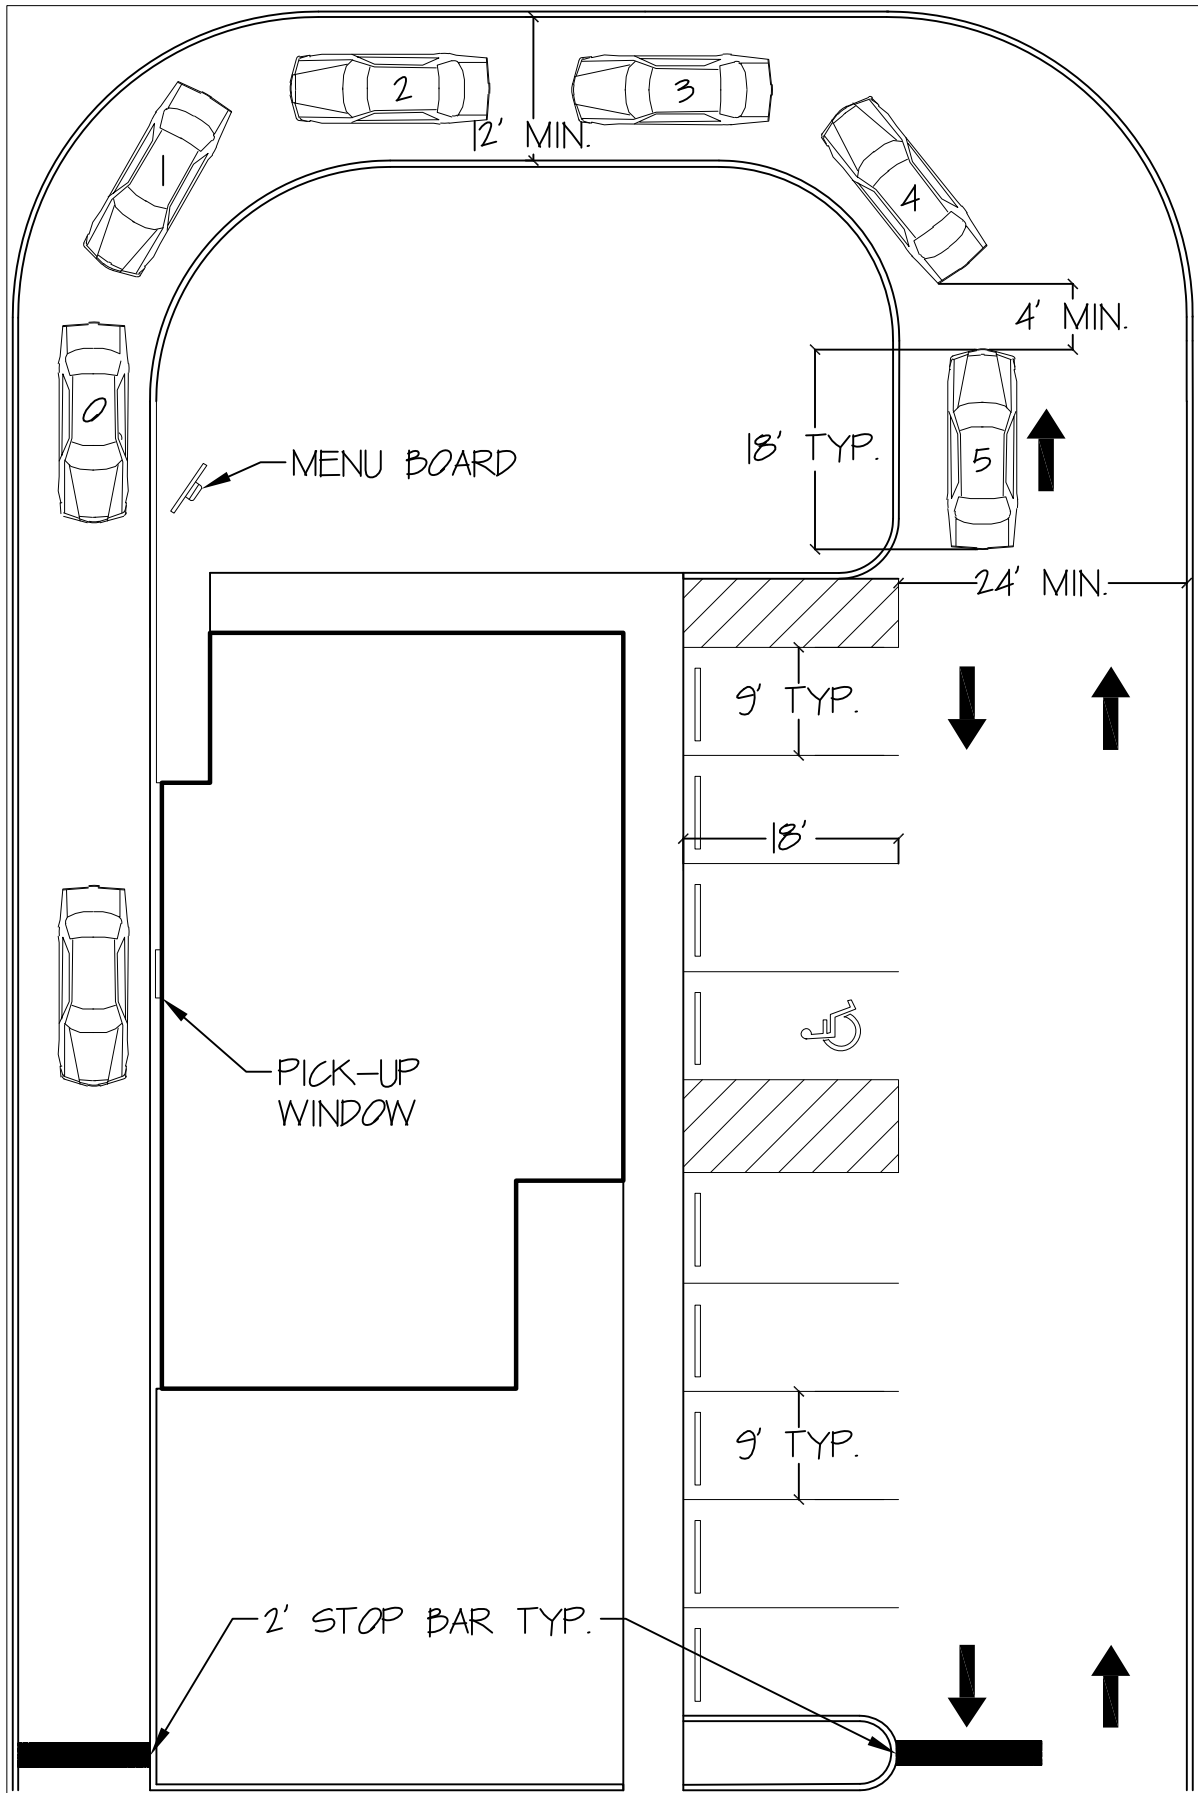 2
3
12' MIN.
1
4
4' MIN.
0
18' TYP.
5
MENU BOARD
24' MIN.
9' TYP.
18'
PICK-UP
WINDOW
9' TYP.
2' STOP BAR TYP.